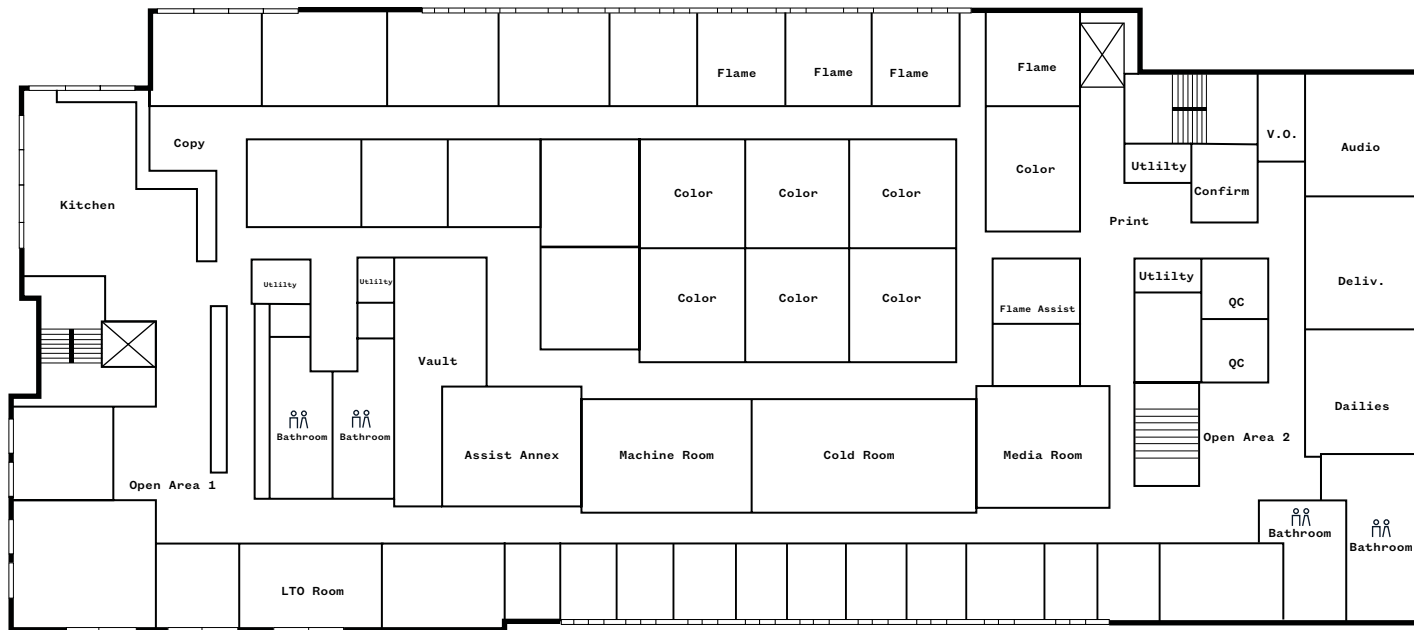 Flame
Flame
Flame
Flame
Copy
V.O.
Audio
Utlilty
Color
Confirm
Kitchen
Color
Color
Color
Print
Utlilty
Utlilty
Utlilty
Deliv.
Color
Color
Color
QC
Flame Assist
Vault
QC
Dailies
Bathroom
Bathroom
Open Area 2
Assist Annex
Machine Room
Cold Room
Media Room
Open Area 1
Bathroom
Bathroom
LTO Room